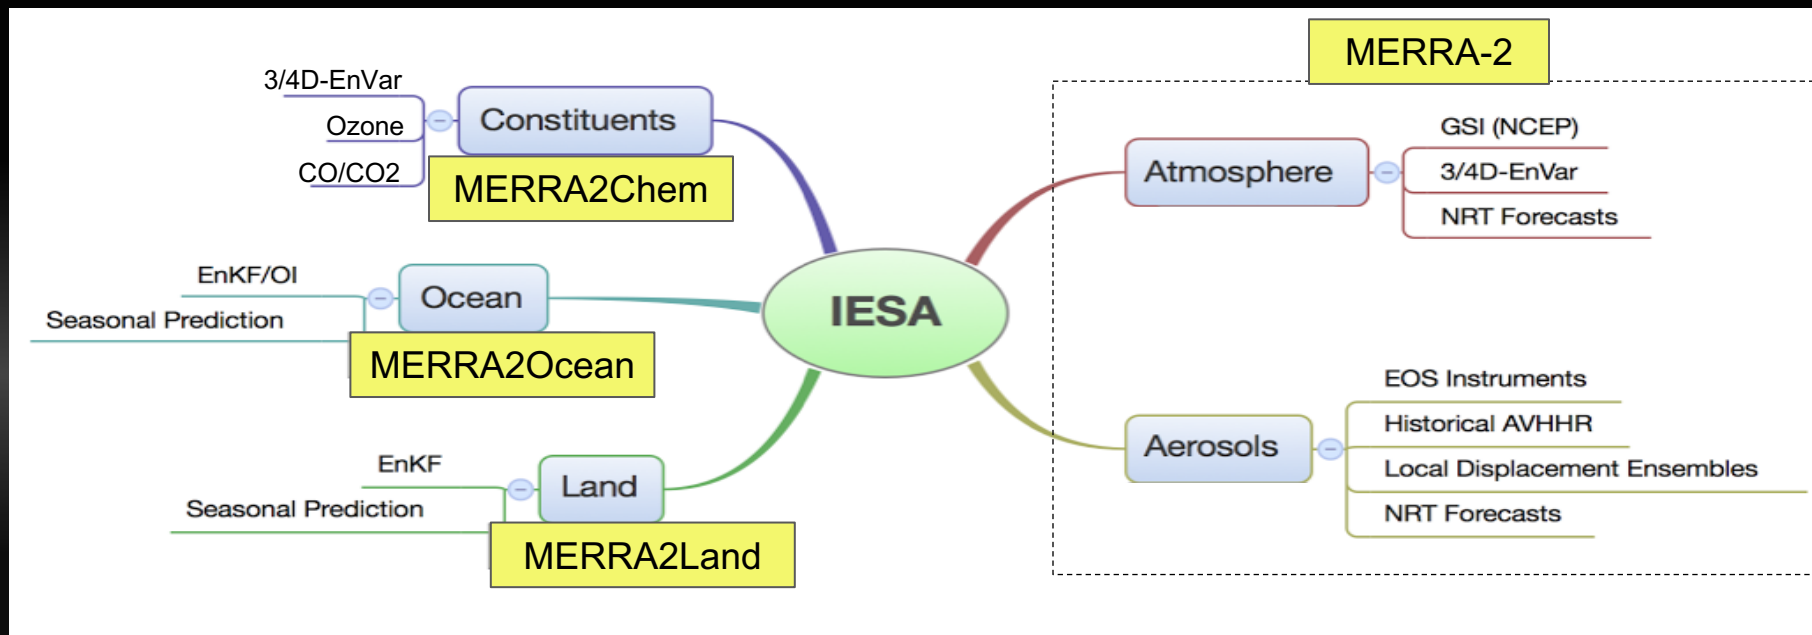 MERRA-2
3/4D-EnVar
Ozone
CO/CO2
Constituents
MERRA2Chem
EnKF/OI
Seasonal Prediction
Ocean
MERRA2Ocean
EnKF
Seasonal Prediction
Land
MERRA2Land
IESA
Atmosphere
GSI (NCEP)
3/4D-EnVar
NRT Forecasts
Aerosols
EOS Instruments
Historical AVHHR
Local Displacement Ensembles
NRT Forecasts